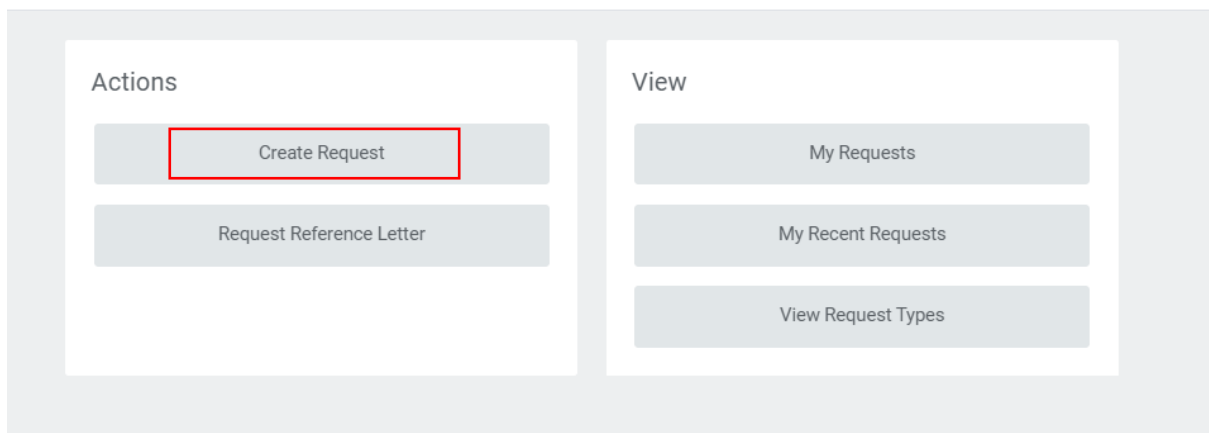 Actions
Create Request
Request Reference Letter
View
My Requests
My Recent Requests
View Request Types